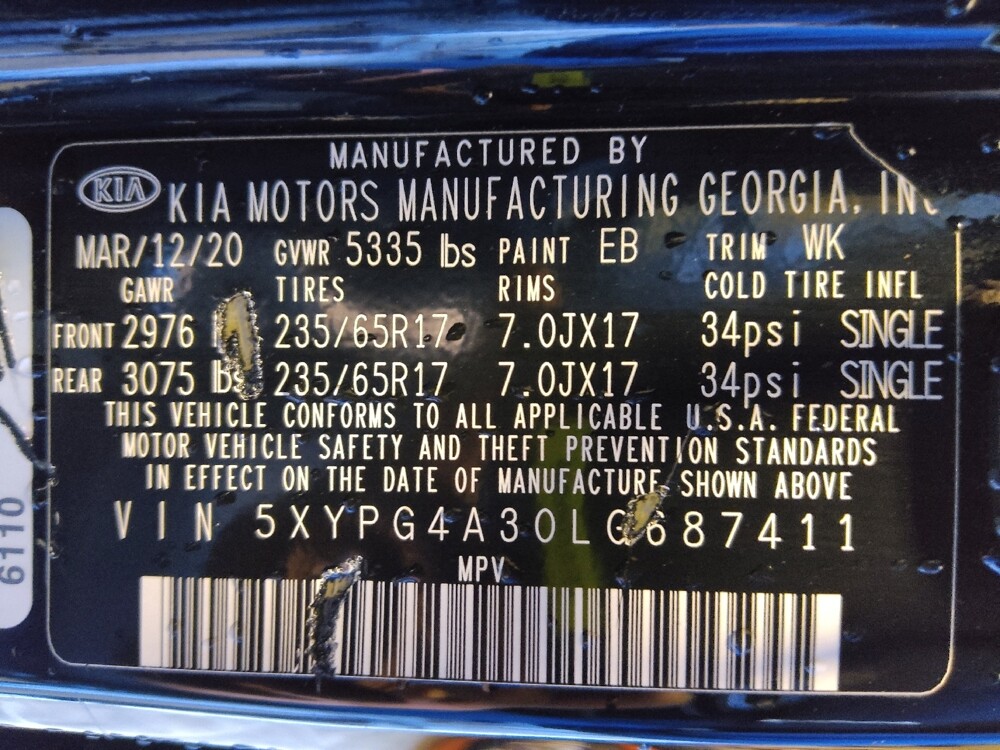 MANUFACTURED BY
KIA KIA MOTORS MANUFACTURING GEORGIA, INC
MAR/12/20 GVWR 5335 lbs PAINT EB TRIM WK
GAWR TIRES RIMS COLD TIRE INFL
FRONT 2976 235/65R17 7.0JX17 34psi SINGLE
REAR 3075 lbs 235/65R17 7.0JX17 34psi SINGLE
THIS VEHICLE CONFORMS TO ALL APPLICABLE U.S.A. FEDERAL
MOTOR VEHICLE SAFETY AND THEFT PREVENTION STANDARDS
IN EFFECT ON THE DATE OF MANUFACTURE SHOWN ABOVE
VIN 5XYPG4A30LG687411
MPV
6110